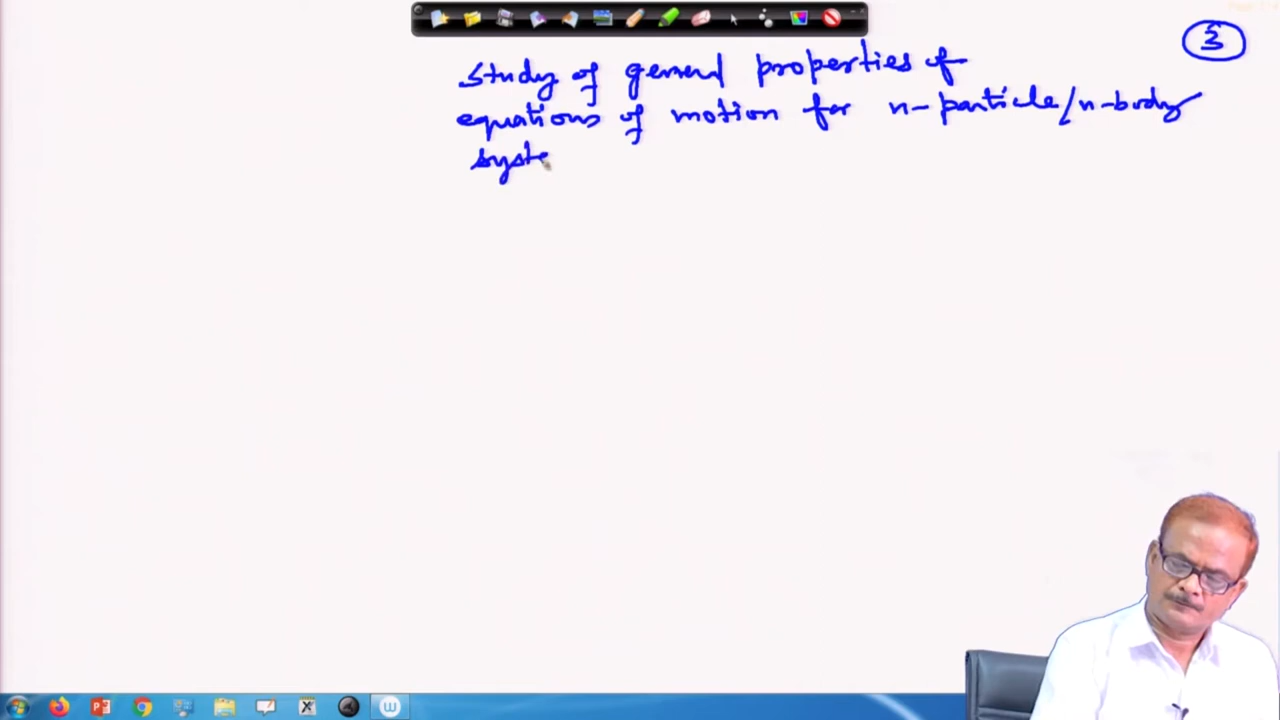 3
Study of general properties of
equations of motion for n-particle/n-body
syste